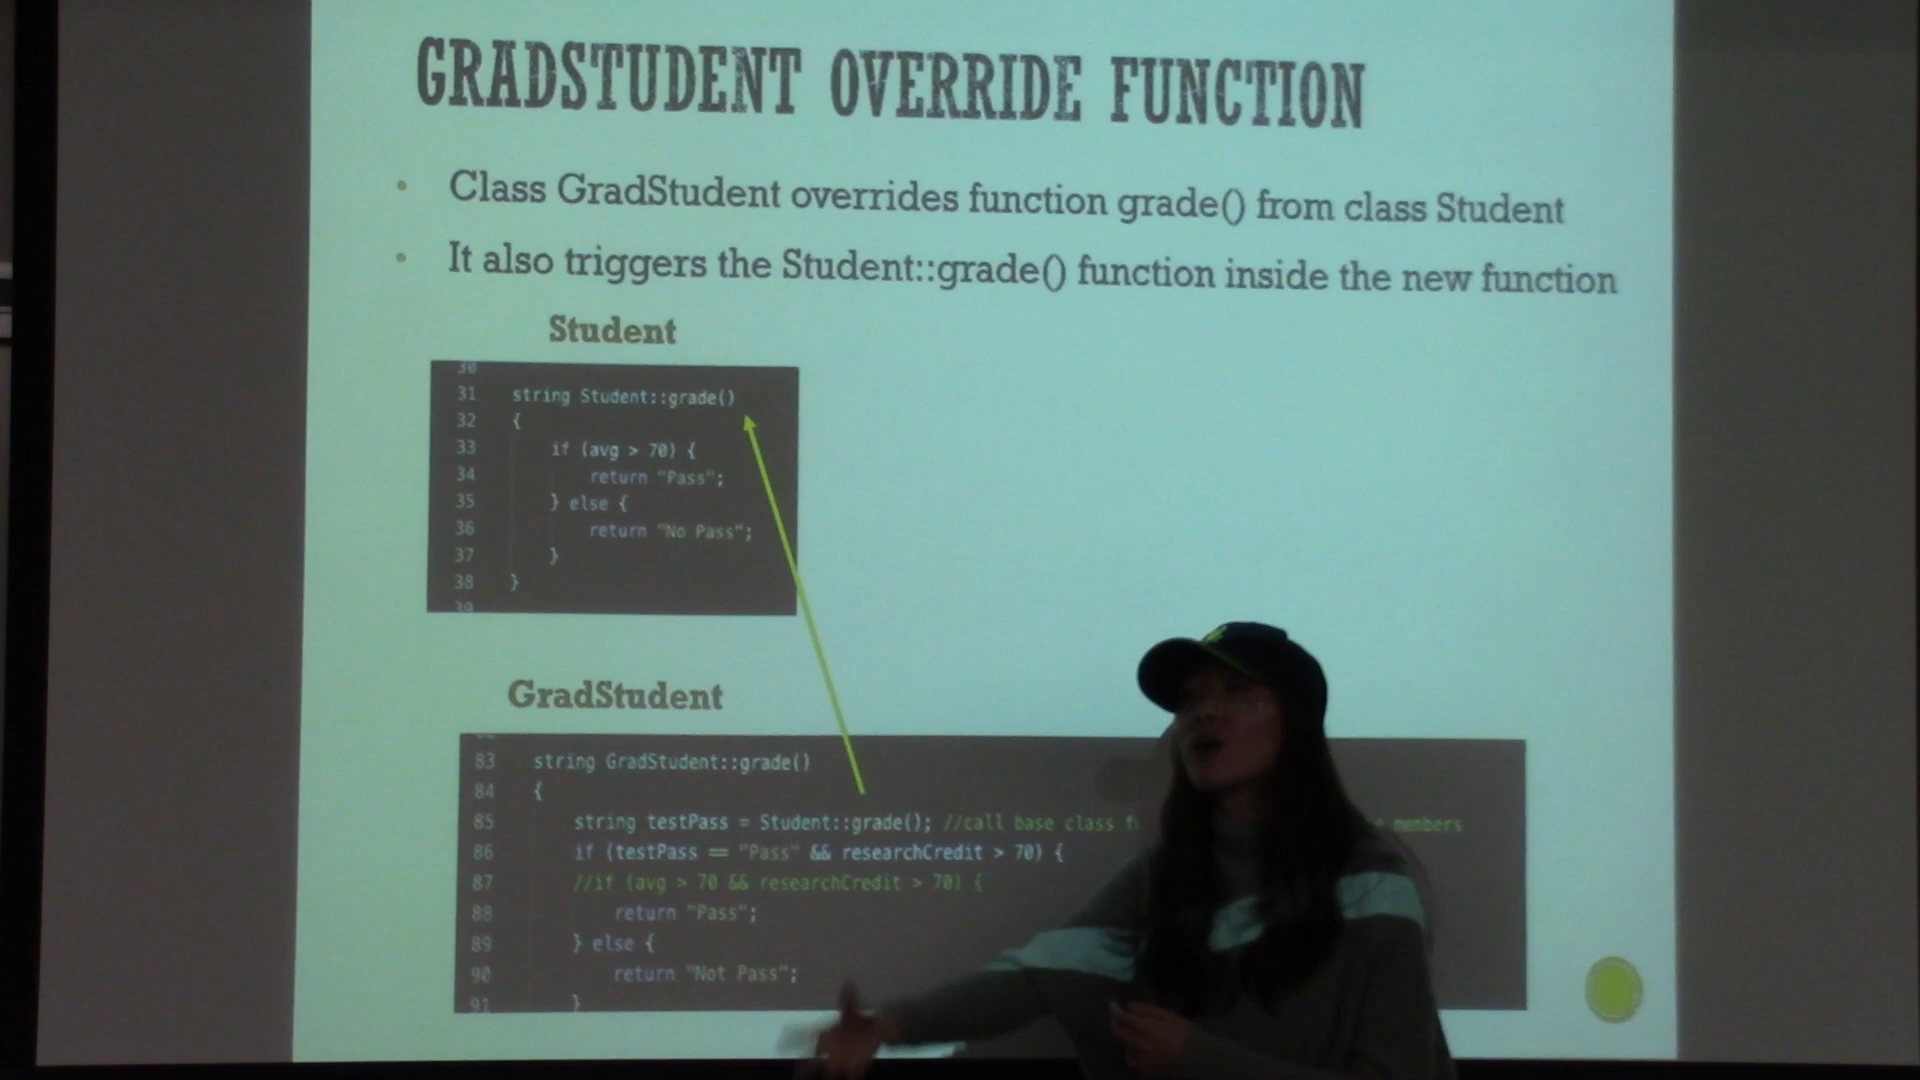 GRADSTUDENT OVERRIDE FUNCTION
• Class GradStudent overrides function grade() from class Student
• It also triggers the Student::grade() function inside the new function
Student
30
31 string Student::grade()
32 {
33 if (avg > 70) {
34 return "Pass";
35 } else {
36 return "No Pass";
37 }
38 }
39
GradStudent
83 string GradStudent::grade()
84 {
85 string testPass = Student::grade(); //call base class members
86 if (testPass == "Pass" && researchCredit > 70) {
87 //if (avg > 70 && researchCredit > 70) {
88 return "Pass";
89 } else {
90 return "Not Pass";
91 }